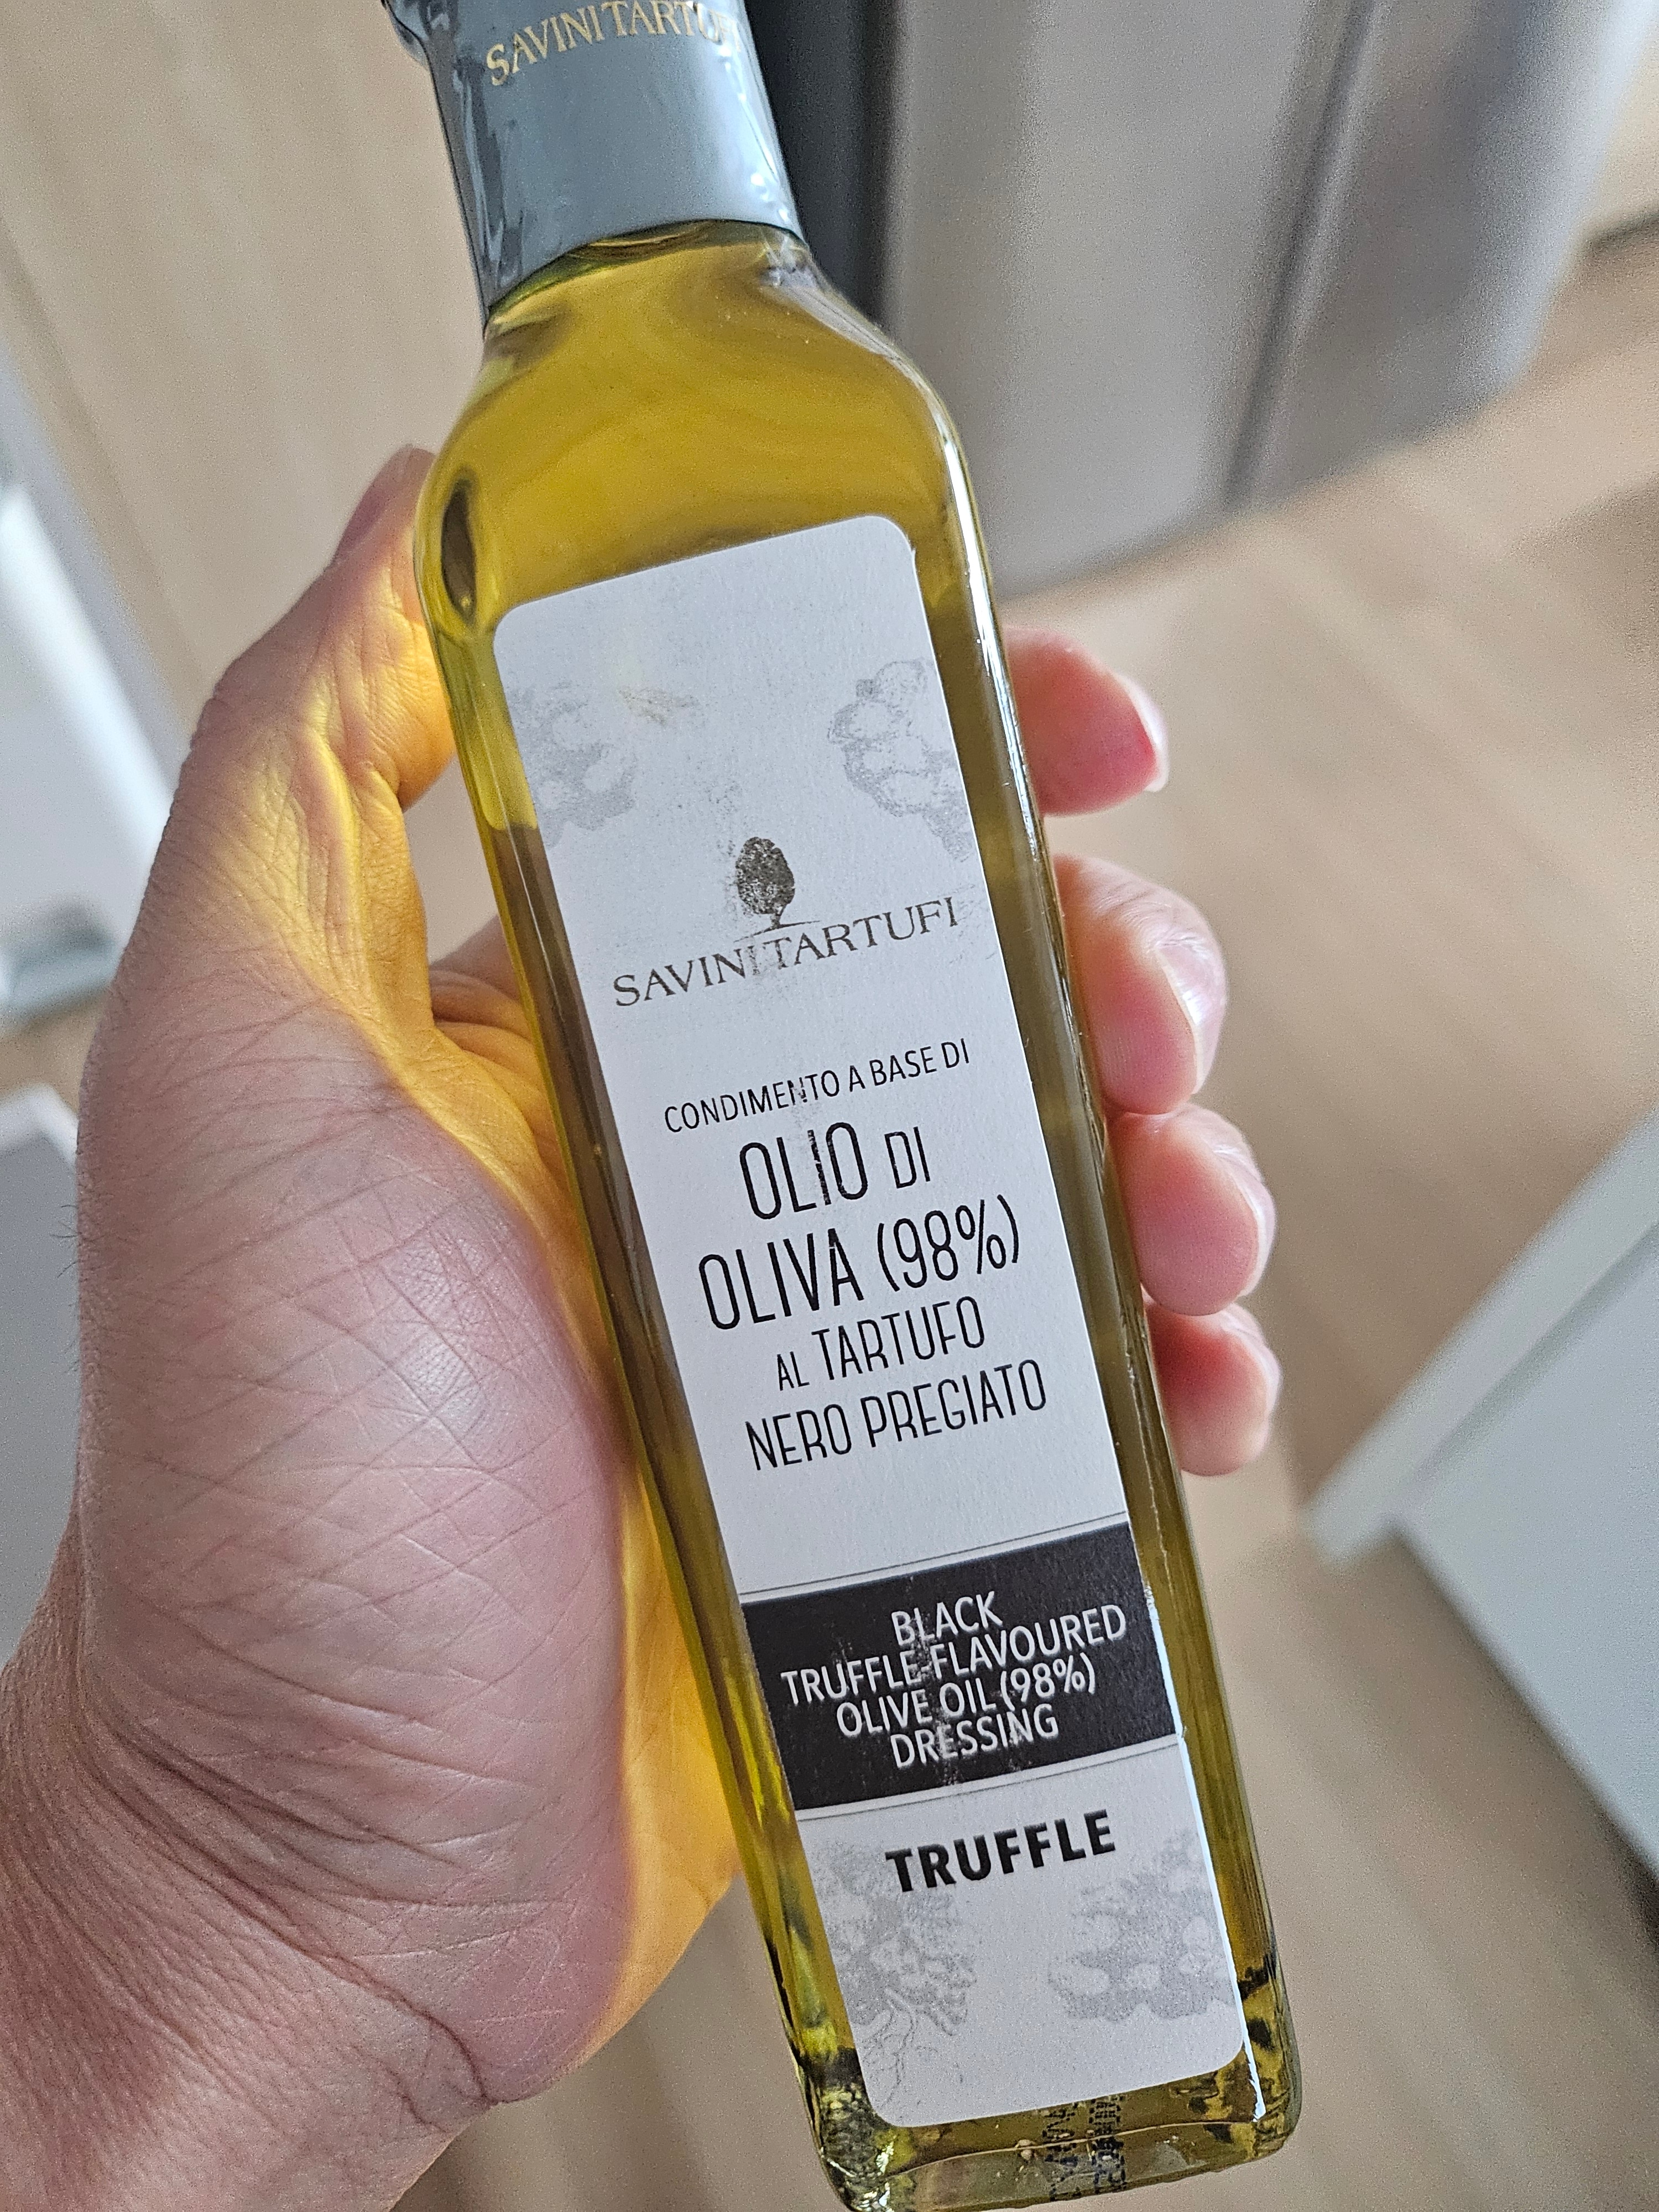 SAVINI TARTUFI
SAVINI TARTUFI
CONDIMENTO A BASE DI
OLIO DI
OLIVA (98%)
AL TARTUFO
NERO PREGIATO
BLACK
TRUFFLE-FLAVOURED
OLIVE OIL (98%)
DRESSING
TRUFFLE